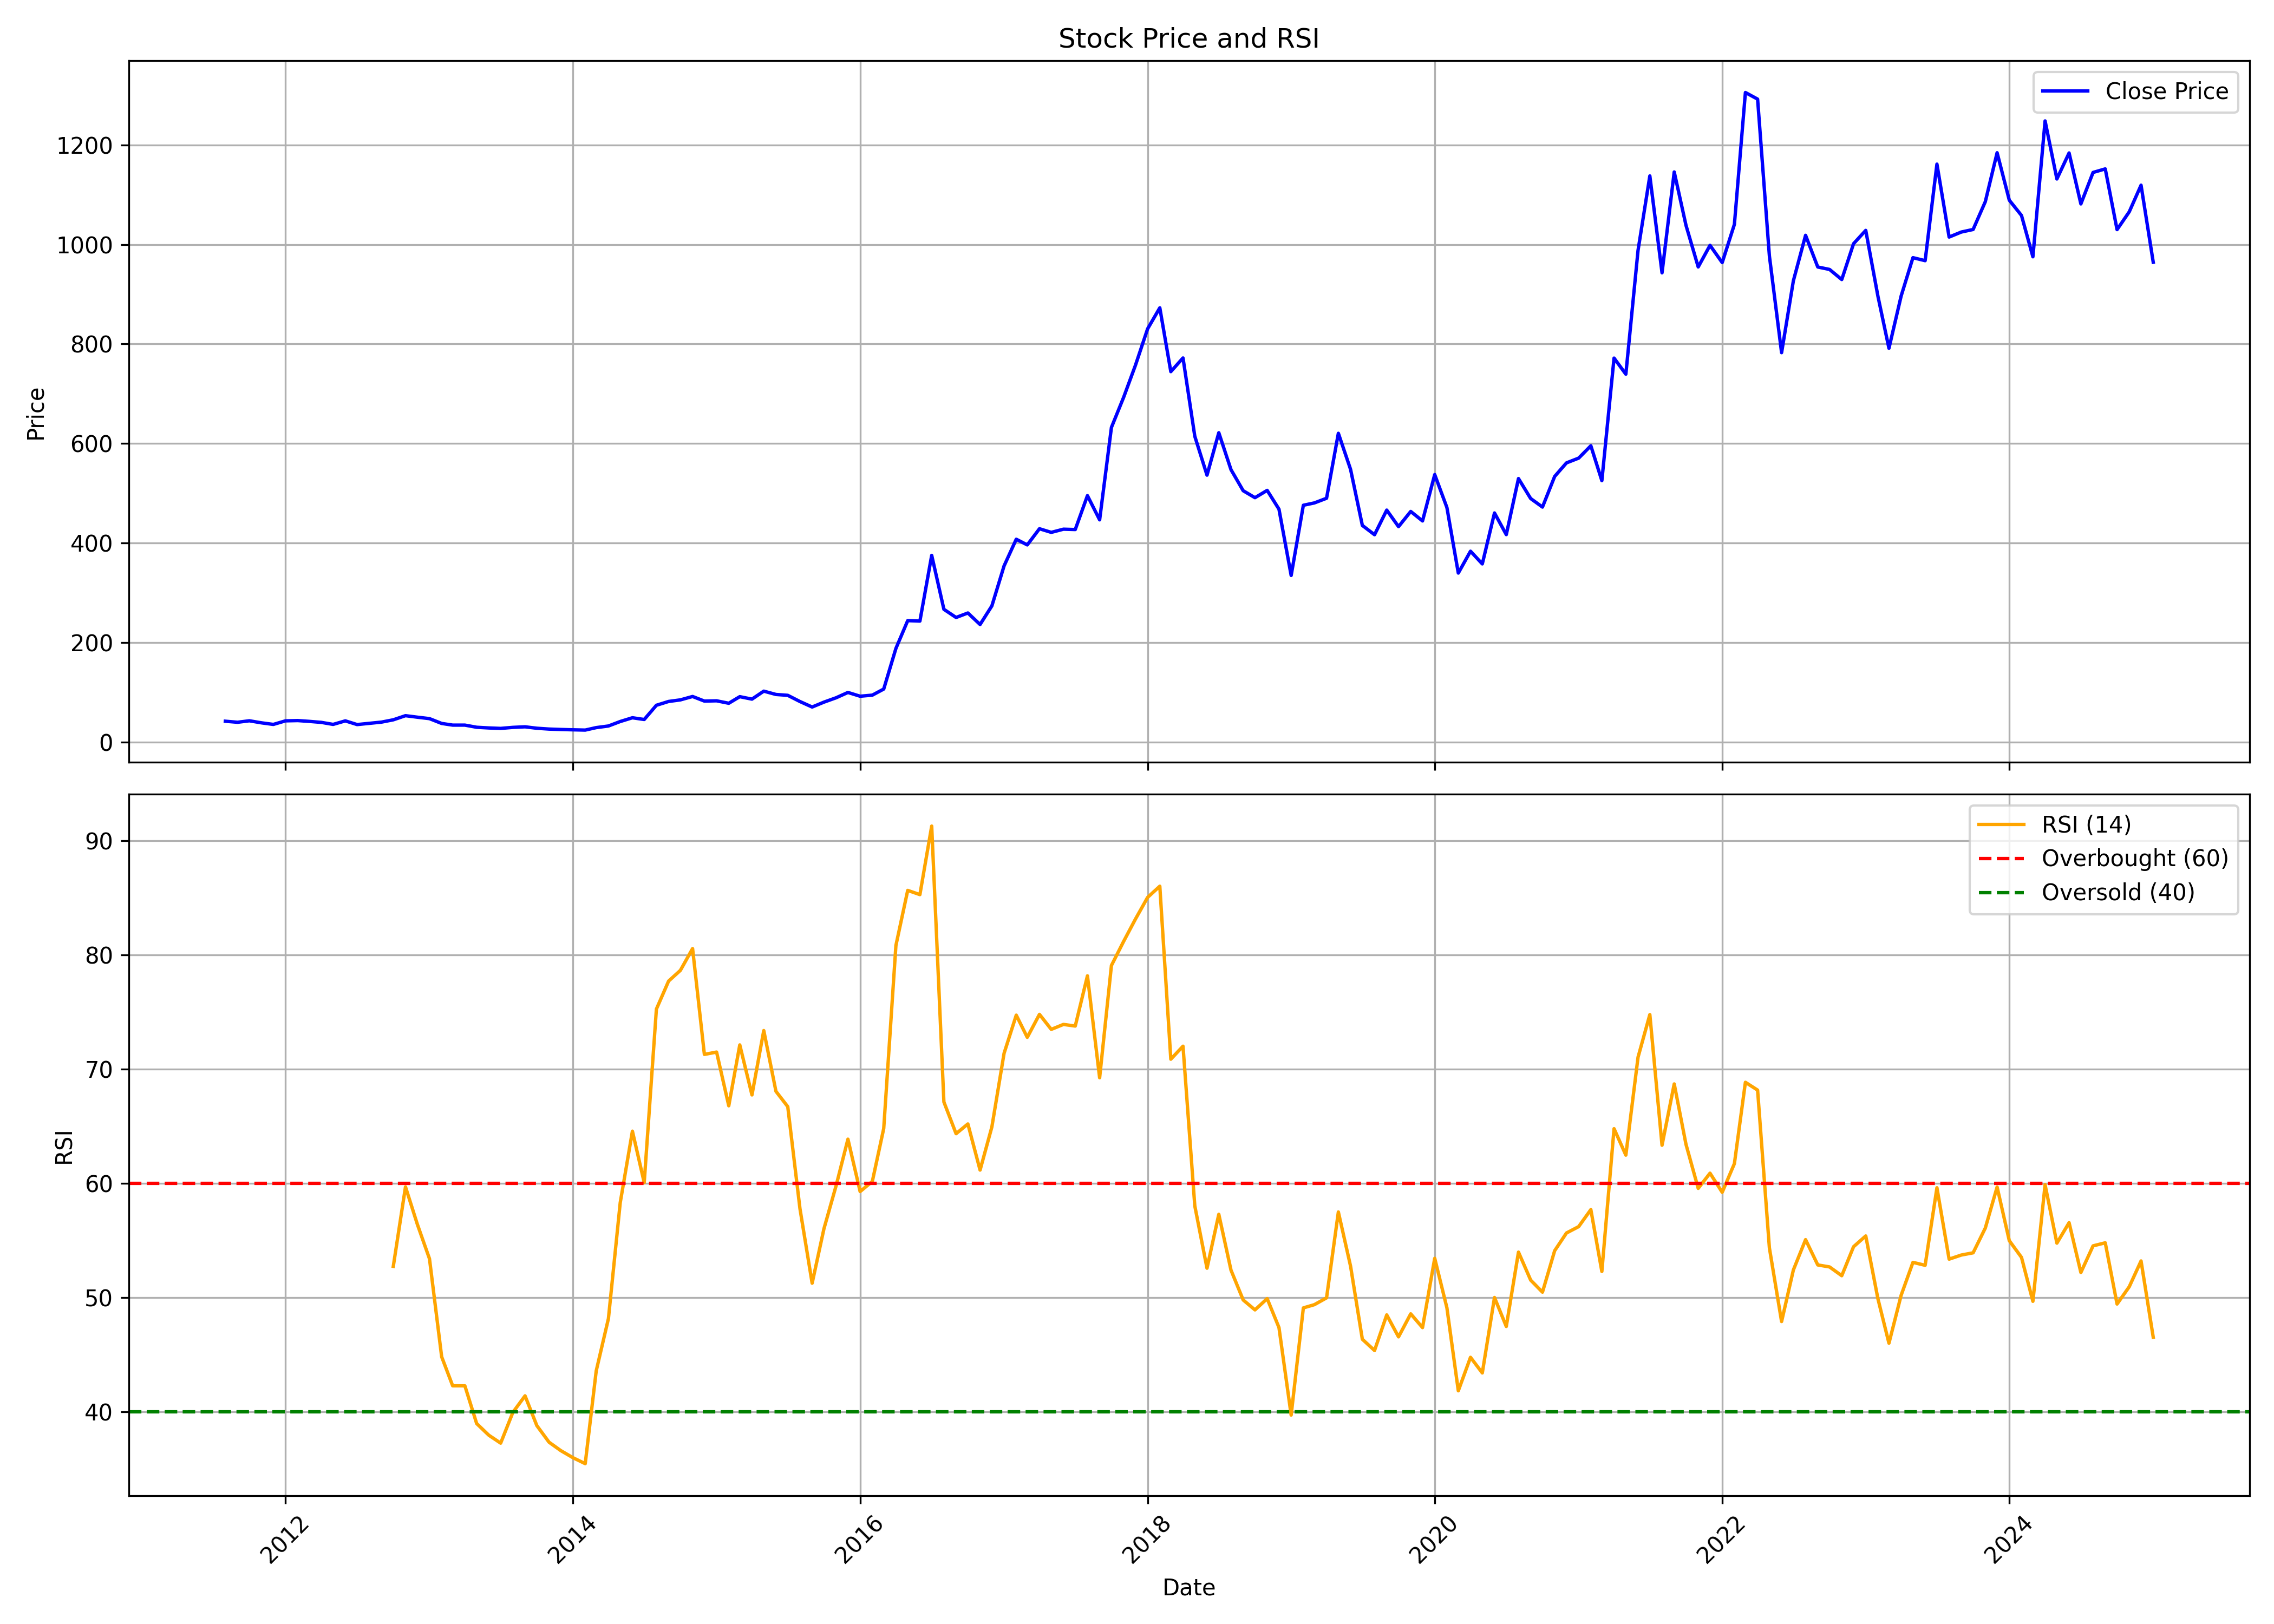 Stock Price and RSI
Close Price
1200
1000
800
600
400
200
0
Price
RSI (14)
Overbought (60)
Oversold (40)
90
80
70
60
50
40
RSI
2012
2014
2016
2018
2020
2022
2024
Date